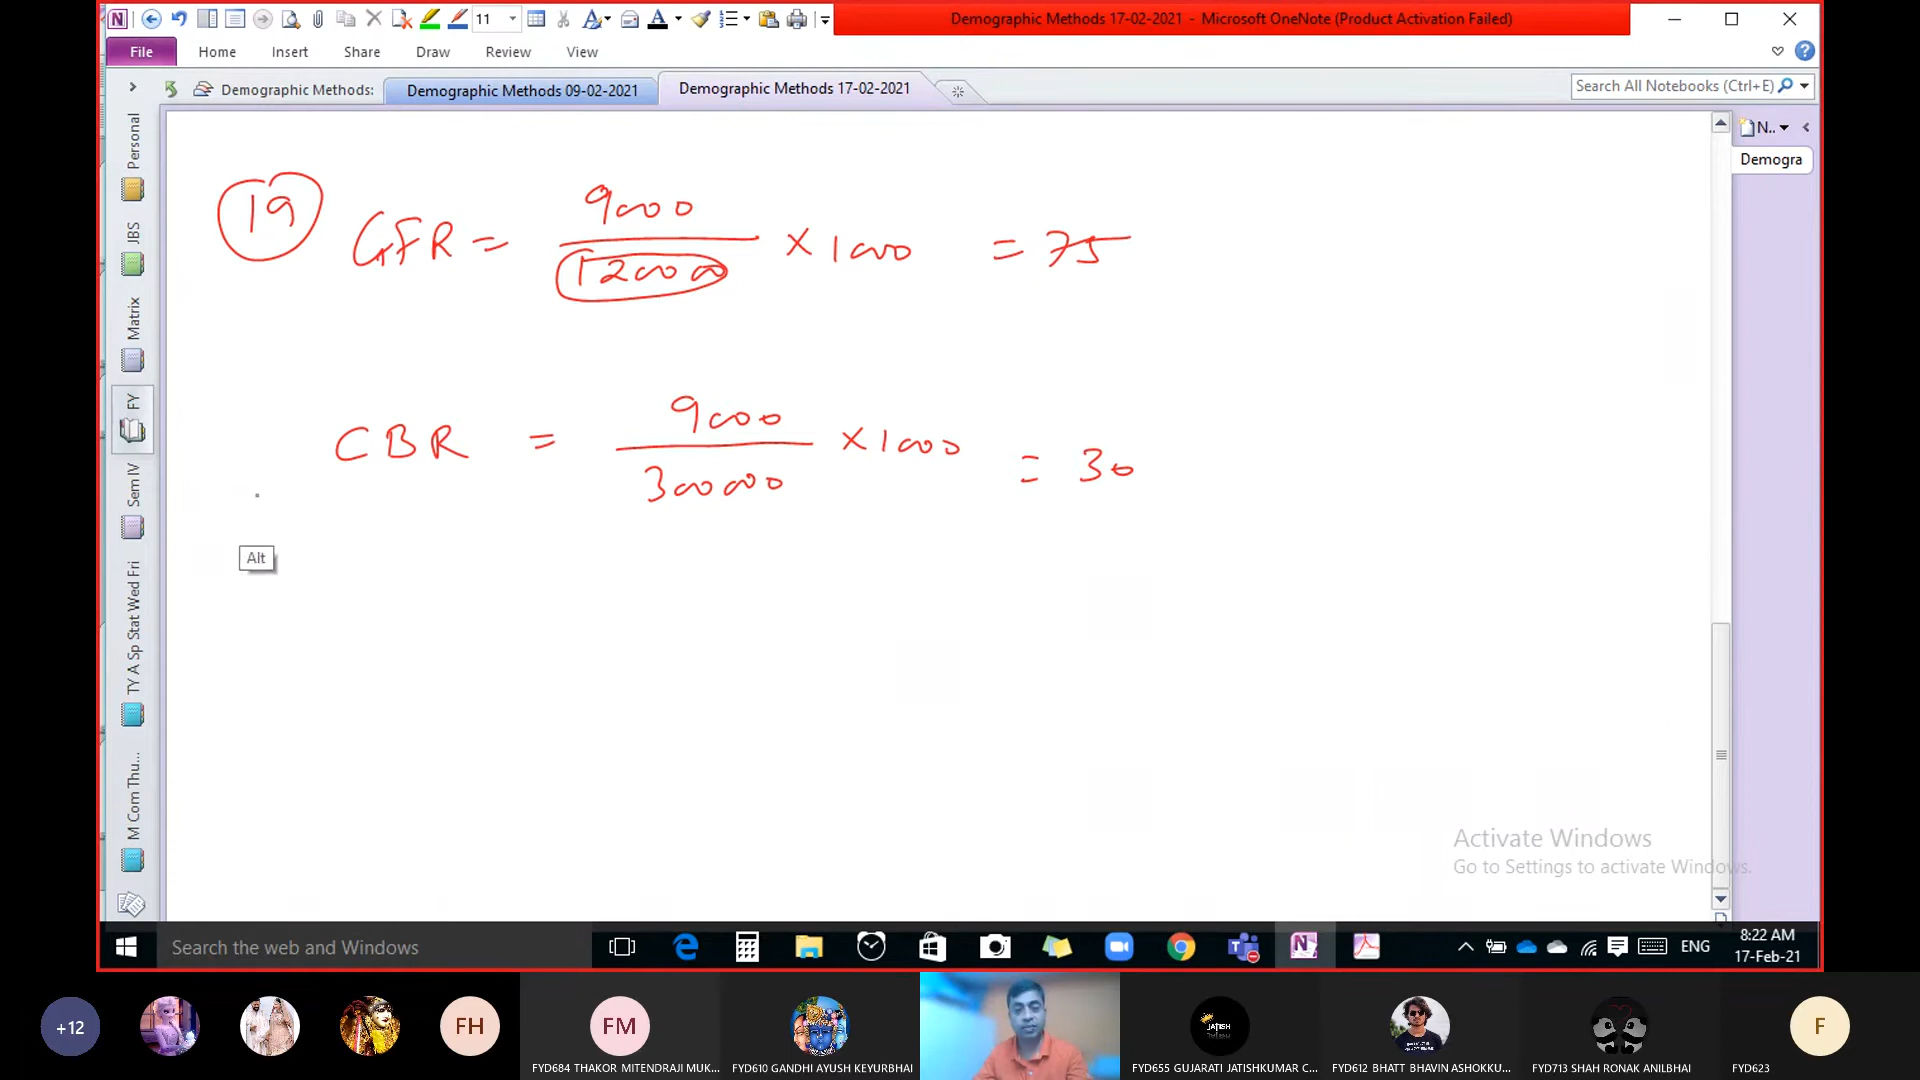 11
Demographic Methods 17-02-2021 - Microsoft OneNote (Product Activation Failed)
File Home Insert Share Draw Review View
Demographic Methods: Demographic Methods 09-02-2021 Demographic Methods 17-02-2021
Search All Notebooks (Ctrl+E)
N..
Demogra
Personal
JBS
Matrix
FY
Sem IV
TY A Sp Stat Wed Fri
M Com Thu...
19
GFR = 9000 / 120000 × 1000 = 75
CBR = 9000 / 300000 × 1000 = 30
Alt
Activate Windows
Go to Settings to activate Windows.
Search the web and Windows
ENG
8:22 AM
17-Feb-21
+12
FH
FM
FYD684 THAKOR MITENDRAJI MUK...
FYD610 GANDHI AYUSH KEYURBHAI
JATISH
FYD655 GUJARATI JATISHKUMAR C...
FYD612 BHATT BHAVIN ASHOKKU...
FYD713 SHAH RONAK ANILBHAI
F
FYD623